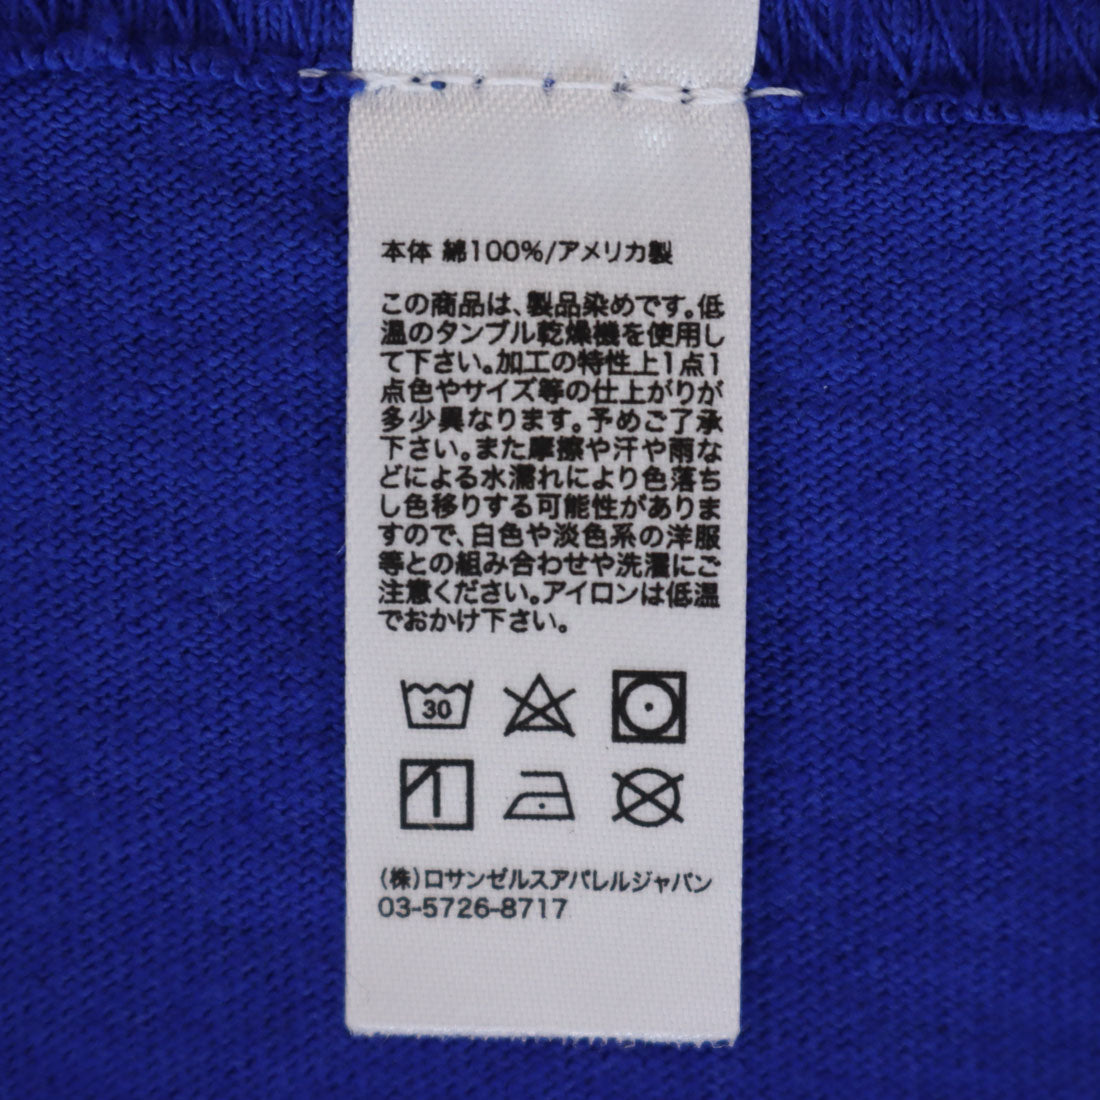 本体 綿100%/アメリカ製
この商品は、製品染めです。低
温のタンブル乾燥機を使用し
て下さい。加工の特性上1点1
点色やサイズ等の仕上がりが
多少異なります。予めご了承
下さい。また摩擦や汗や雨な
どによる水濡れにより色落ち
し色移りする可能性がありま
すので、白色や淡色系の洋服
等との組み合わせや洗濯にご
注意ください。アイロンは低温
でおかけ下さい。
30
(株)ロサンゼルスアパレルジャパン
03-5726-8717